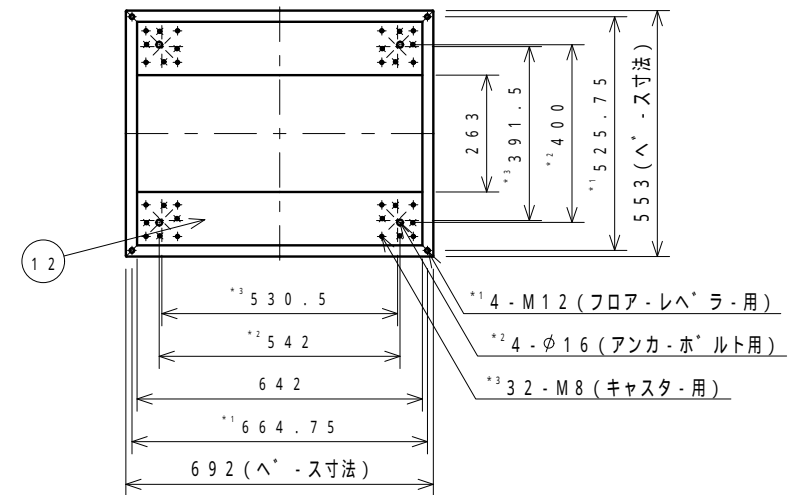 263
*3 391.5
*2 400
*1 525.75
553(ベース寸法)
12
*3 530.5
*2 542
642
*1 664.75
692(ベース寸法)
*1 4-M12(フロアーレベラー用)
*2 4-φ16(アンカーボルト用)
*3 32-M8(キャスター用)